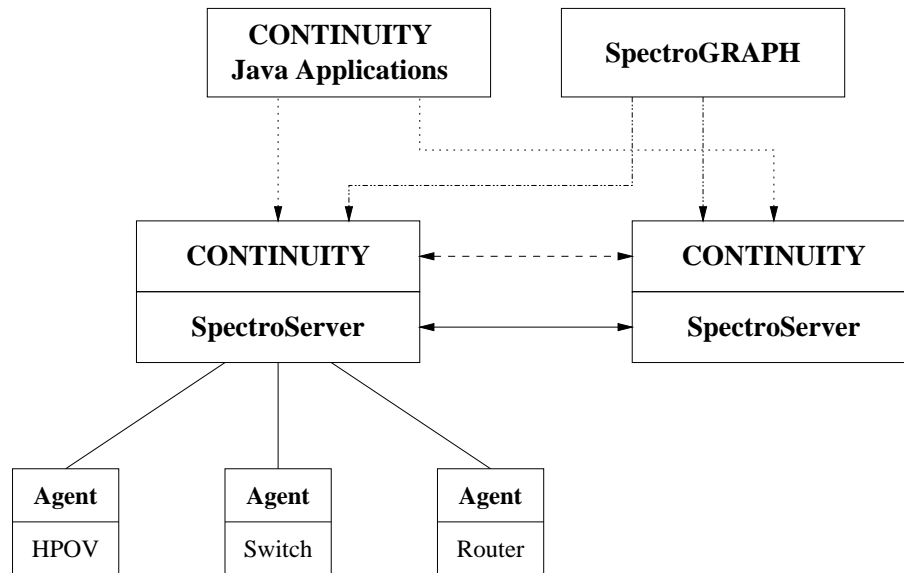 CONTINUITY
Java Applications
SpectroGRAPH
CONTINUITY
SpectroServer
CONTINUITY
SpectroServer
Agent
HPOV
Agent
Switch
Agent
Router